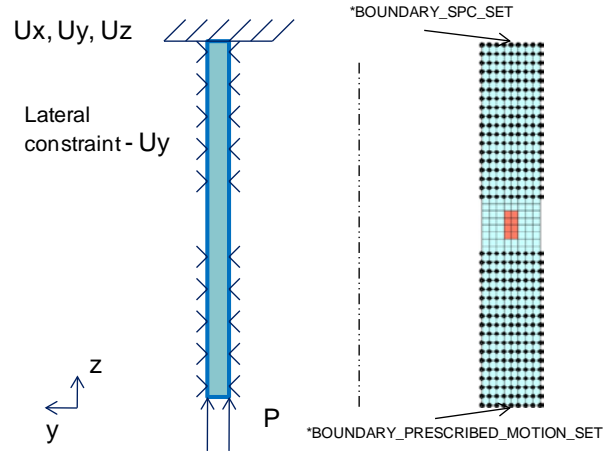 Ux, Uy, Uz
*BOUNDARY_SPC_SET
Lateral
constraint - Uy
z
y
P
*BOUNDARY_PRESCRIBED_MOTION_SET